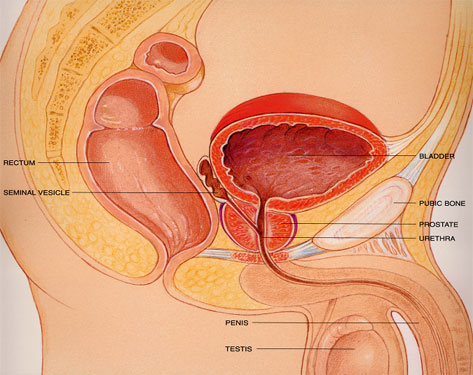 RECTUM
SEMINAL VESICLE
BLADDER
PUBIC BONE
PROSTATE
URETHRA
PENIS
TESTIS